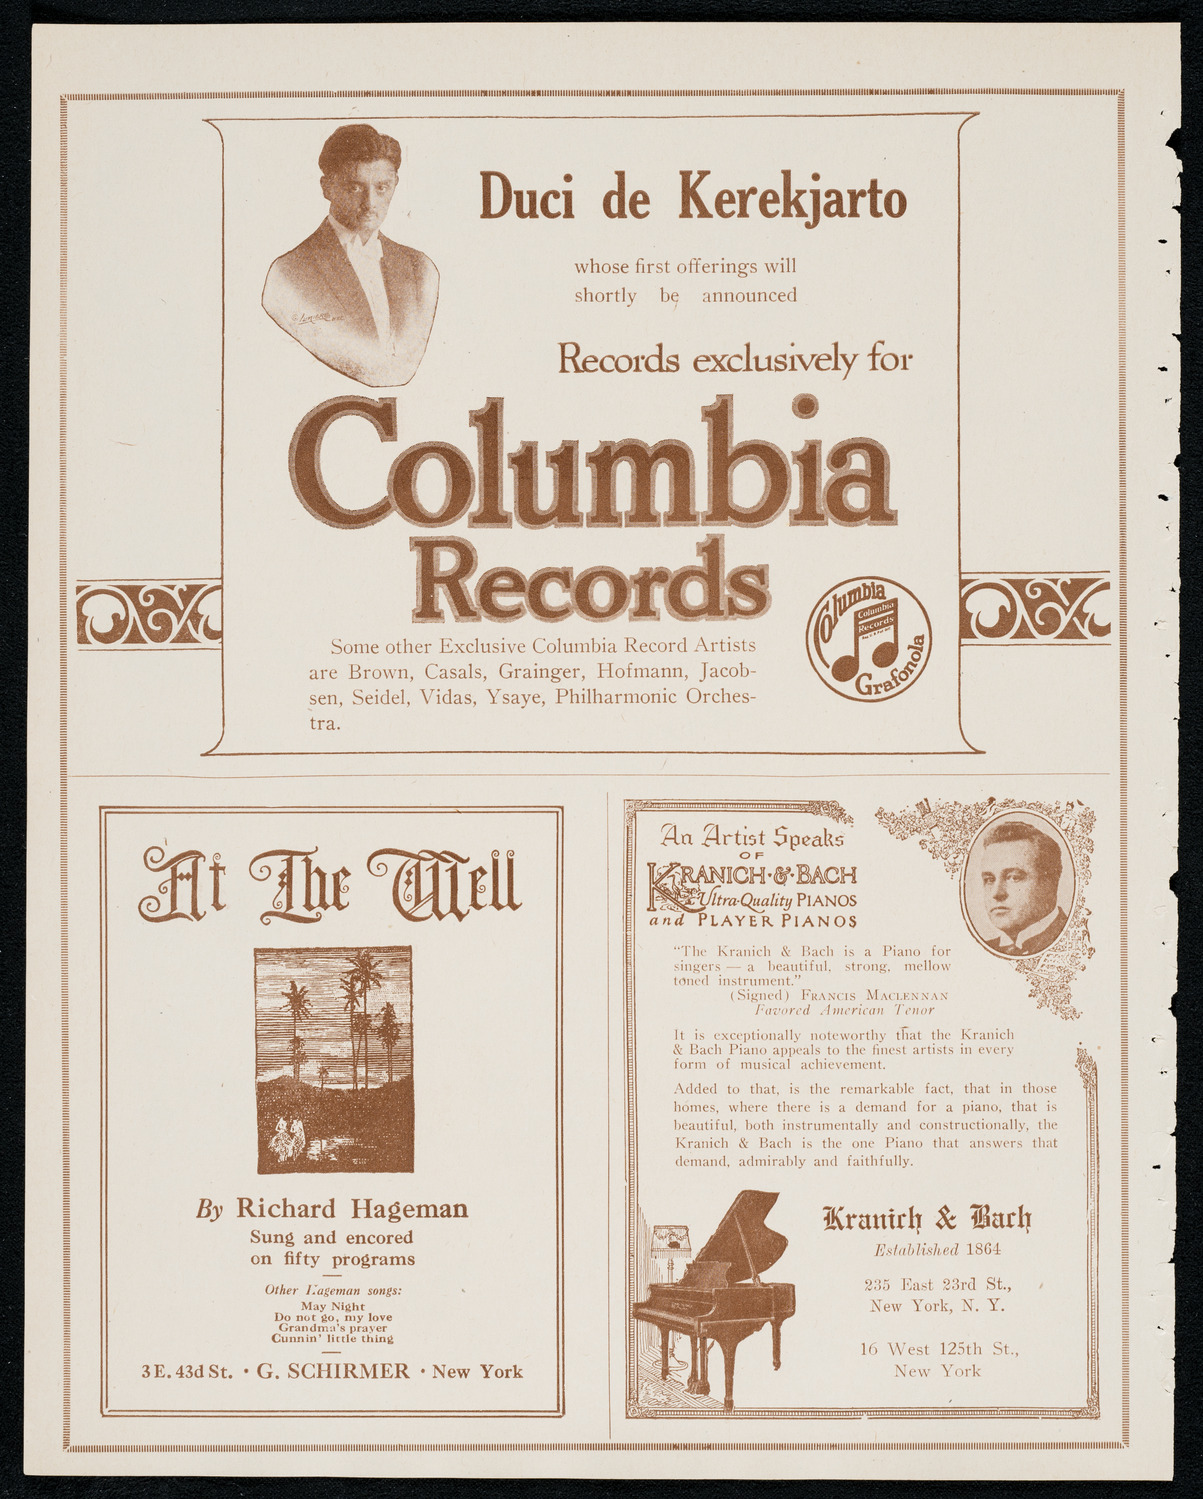 Duci de Kerekjarto
whose first offerings will
shortly be announced
Records exclusively for
Columbia
Records
Some other Exclusive Columbia Record Artists
are Brown, Casals, Grainger, Hofmann, Jacob-
sen, Seidel, Vidas, Ysaye, Philharmonic Orches-
tra.
Columbia
Columbia
Records
Grafonola
At The Well
By Richard Hageman
Sung and encored
on fifty programs
Other Hageman songs:
May Night
Do not go, my love
Grandma's prayer
Cunnin' little thing
3 E. 43d St. · G. SCHIRMER · New York
An Artist Speaks
OF
KRANICH·&·BACH
Ultra-Quality PIANOS
and PLAYER PIANOS
"The Kranich & Bach is a Piano for
singers — a beautiful, strong, mellow
toned instrument."
(Signed) FRANCIS MACLENNAN
Favored American Tenor
It is exceptionally noteworthy that the Kranich
& Bach Piano appeals to the finest artists in every
form of musical achievement.
Added to that, is the remarkable fact, that in those
homes, where there is a demand for a piano, that is
beautiful, both instrumentally and constructionally, the
Kranich & Bach is the one Piano that answers that
demand, admirably and faithfully.
Kranich & Bach
Established 1864
235 East 23rd St.,
New York, N. Y.
16 West 125th St.,
New York